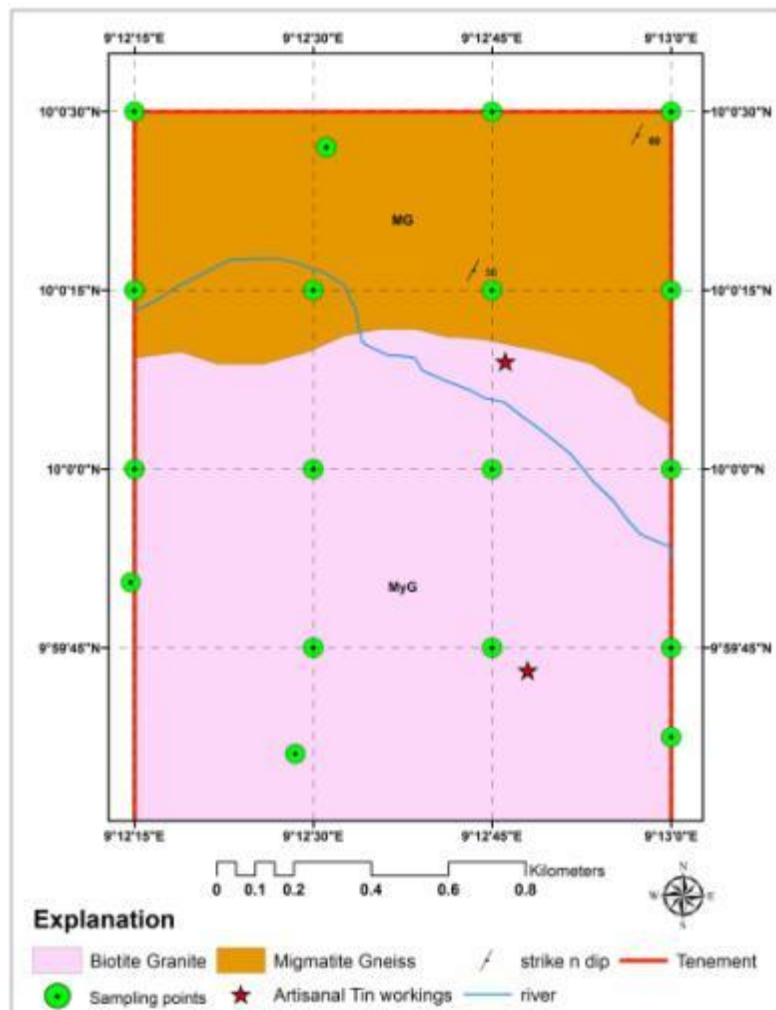 9°12'15"E 9°12'30"E 9°12'45"E 9°13'0"E
10°0'30"N 10°0'30"N
60
MG
10°0'15"N 10°0'15"N
10°0'0"N 10°0'0"N
MyG
9°59'45"N 9°59'45"N
9°12'15"E 9°12'30"E 9°12'45"E 9°13'0"E
Kilometers
0 0.1 0.2 0.4 0.6 0.8
N
W E
S
Explanation
Biotite Granite Migmatite Gneiss strike n dip Tenement
Sampling points Artisanal Tin workings river